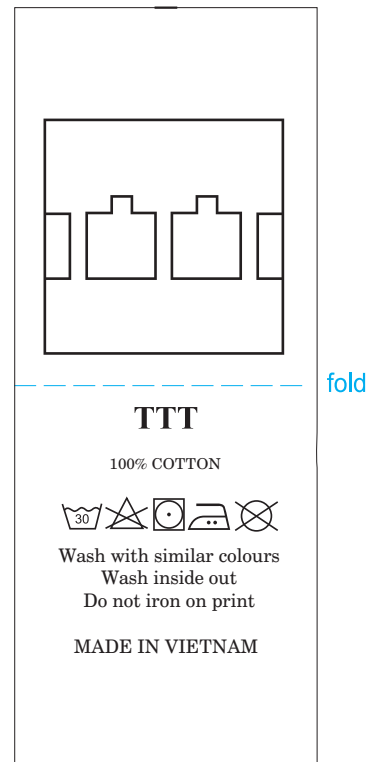 fold
TTT
100% COTTON
30
Wash with similar colours
Wash inside out
Do not iron on print
MADE IN VIETNAM